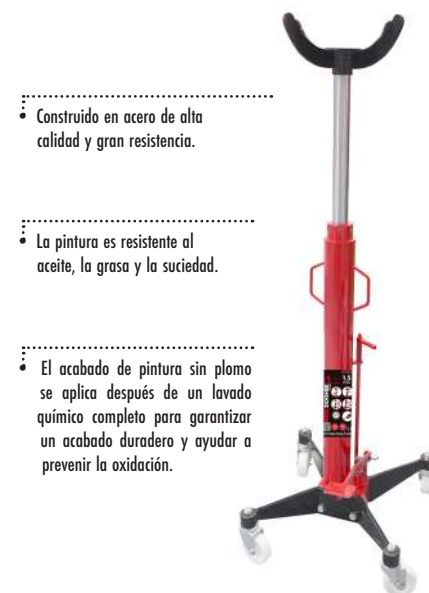 Construido en acero de alta
calidad y gran resistencia.
La pintura es resistente al
aceite, la grasa y la suciedad.
El acabado de pintura sin plomo
se aplica después de un lavado
químico completo para garantizar
un acabado duradero y ayudar a
prevenir la oxidación.